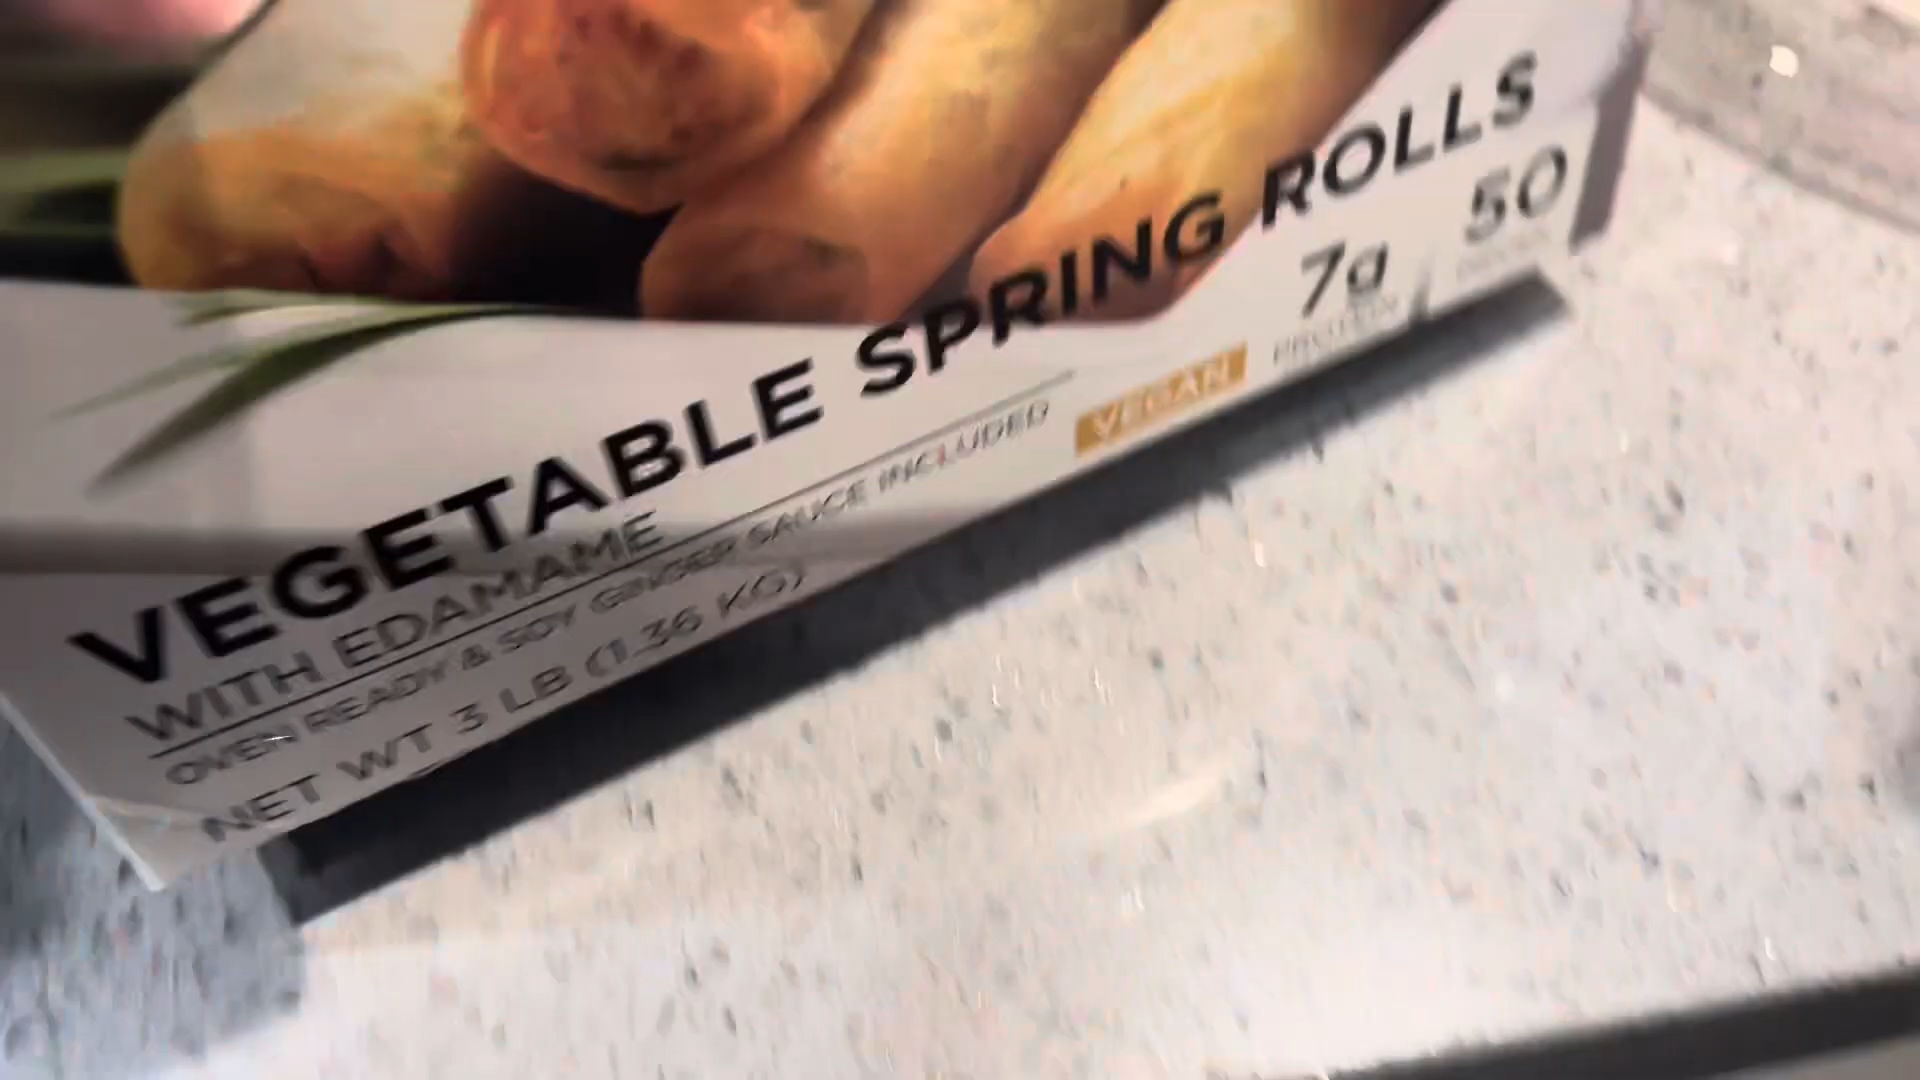 VEGETABLE SPRING ROLLS
WITH EDAMAME
OVEN READY & SOY GINGER SAUCE INCLUDED
NET WT 3 LB (1.36 KG)
VEGAN
7g
PROTEIN
50